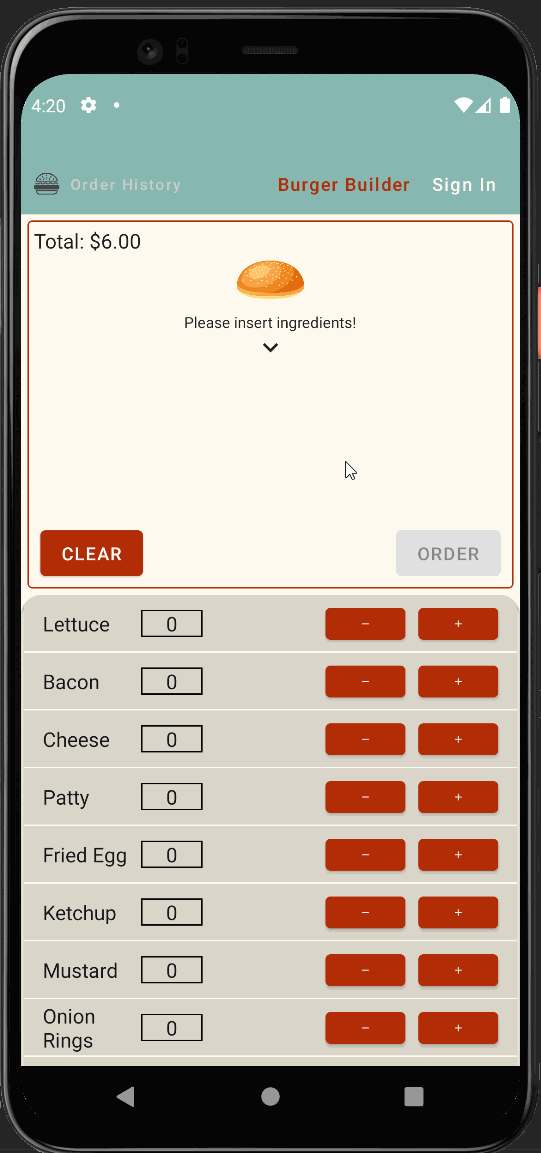 4:20
Order History Burger Builder Sign In
Total: $6.00
Please insert ingredients!
CLEAR ORDER
Lettuce 0 - +
Bacon 0 - +
Cheese 0 - +
Patty 0 - +
Fried Egg 0 - +
Ketchup 0 - +
Mustard 0 - +
Onion
Rings 0 - +